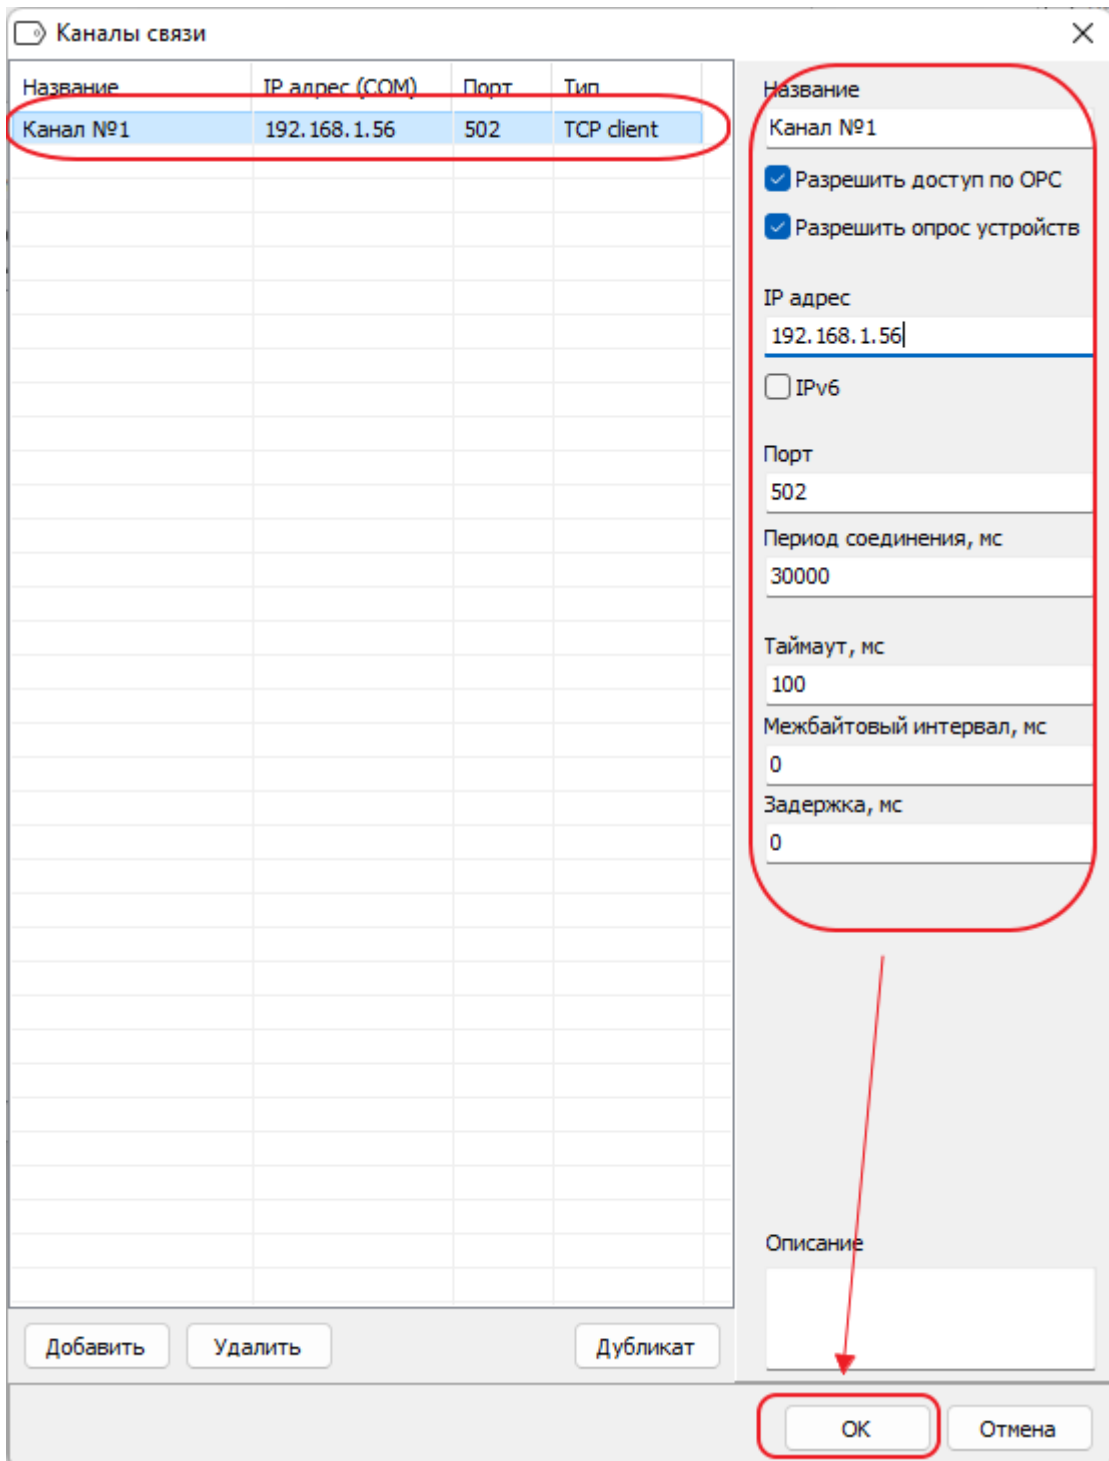 Каналы связи
Название IP адрес (COM) Порт Тип
Канал №1 192.168.1.56 502 TCP client
Название
Канал №1
Разрешить доступ по OPC
Разрешить опрос устройств
IP адрес
192.168.1.56
IPv6
Порт
502
Период соединения, мс
30000
Таймаут, мс
100
Межбайтовый интервал, мс
0
Задержка, мс
0
Описание
Добавить Удалить Дубликат
OK Отмена